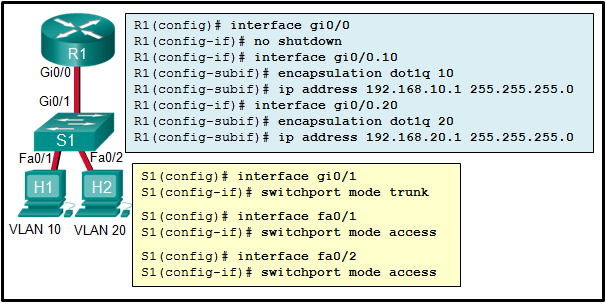 R1
Gi0/0
Gi0/1
S1
Fa0/1
Fa0/2
H1
H2
VLAN 10
VLAN 20
R1(config)# interface gi0/0
R1(config-if)# no shutdown
R1(config-if)# interface gi0/0.10
R1(config-subif)# encapsulation dot1q 10
R1(config-subif)# ip address 192.168.10.1 255.255.255.0
R1(config-if)# interface gi0/0.20
R1(config-subif)# encapsulation dot1q 20
R1(config-subif)# ip address 192.168.20.1 255.255.255.0
S1(config)# interface gi0/1
S1(config-if)# switchport mode trunk
S1(config)# interface fa0/1
S1(config-if)# switchport mode access
S1(config)# interface fa0/2
S1(config-if)# switchport mode access